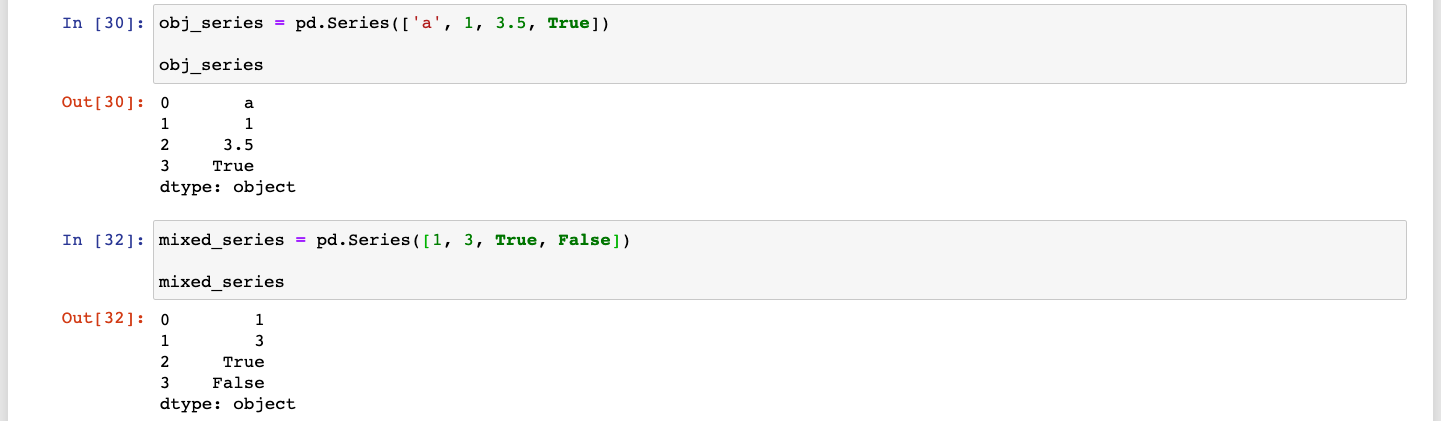 In [30]: obj_series = pd.Series(['a', 1, 3.5, True])
obj_series
Out[30]: 0       a
1       1
2     3.5
3    True
dtype: object
In [32]: mixed_series = pd.Series([1, 3, True, False])
mixed_series
Out[32]: 0        1
1        3
2     True
3    False
dtype: object